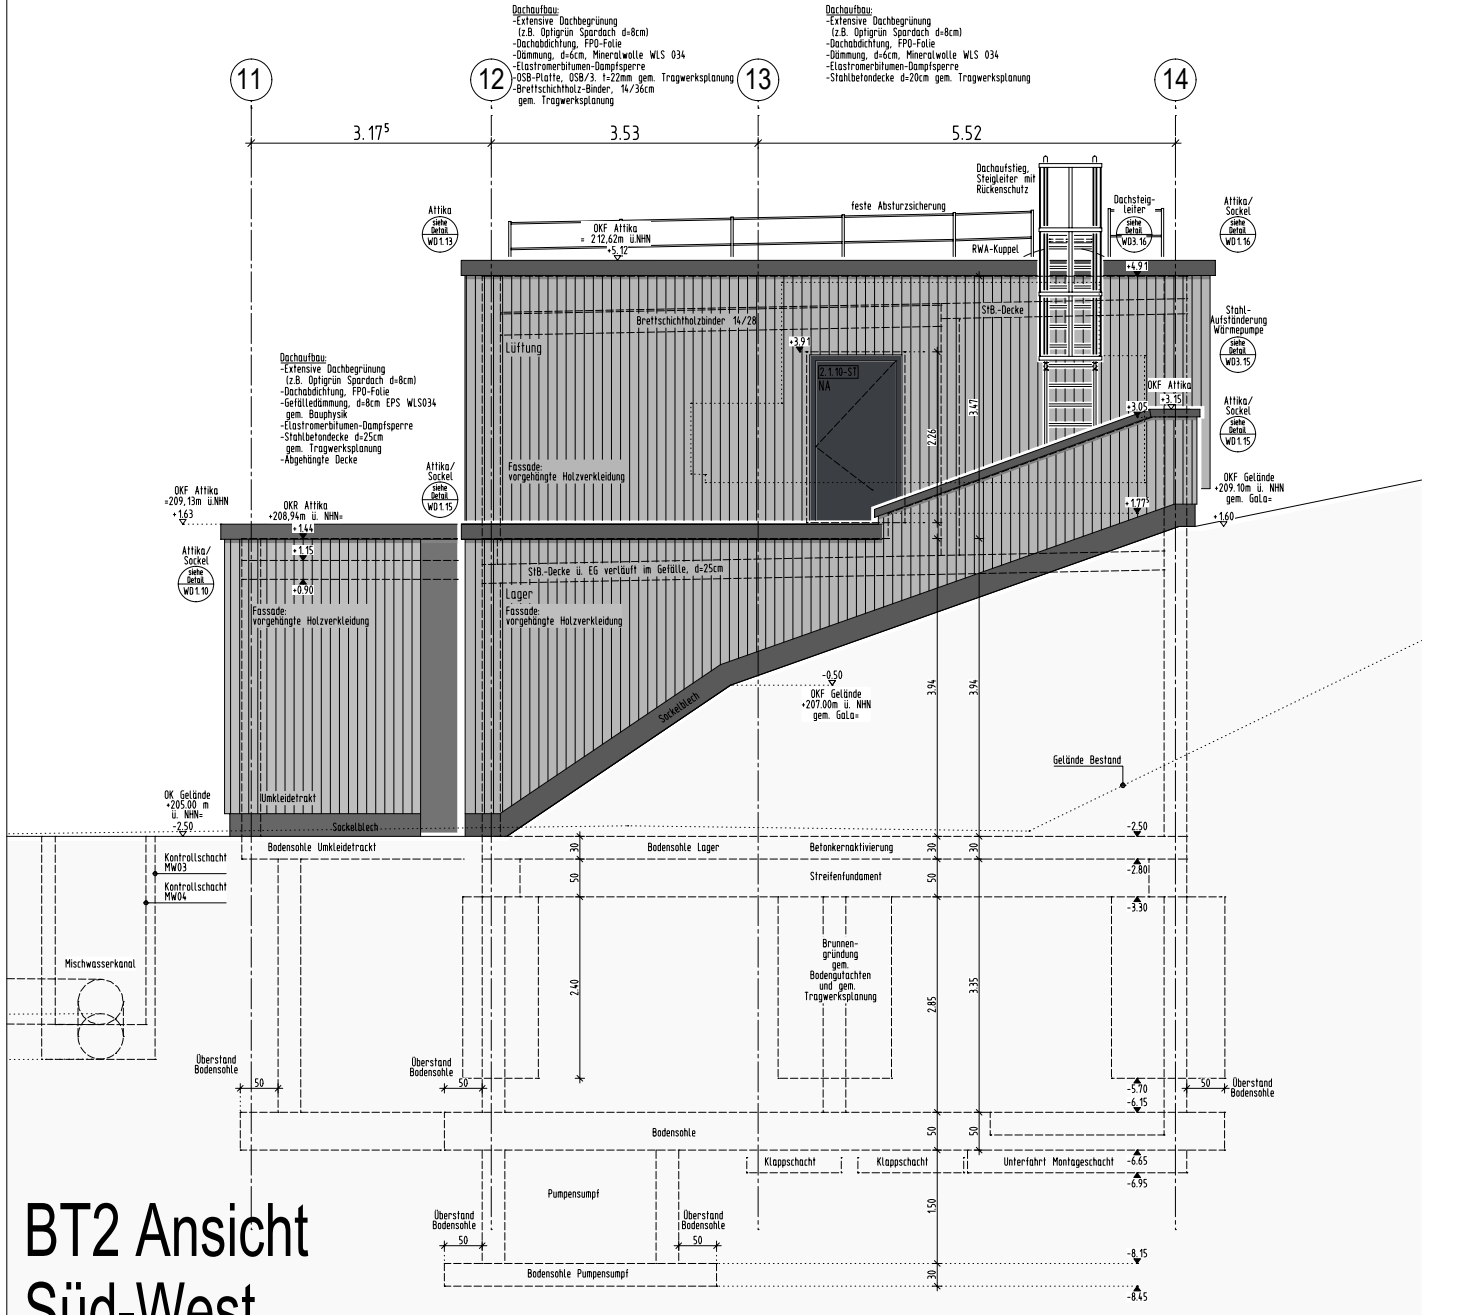 Dachaufbau:
-Extensive Dachbegrünung
(z.B. Optigrün Spardach d=8cm)
-Dachabdichtung, FPO-Folie
-Dämmung, d=6cm, Mineralwolle WLS 034
-Elastromerbitumen-Dampfsperre
-OSB-Platte, OSB/3. t=22mm gem. Tragwerksplanung
-Brettschichtholz-Binder, 14/36cm
gem. Tragwerksplanung
Dachaufbau:
-Extensive Dachbegrünung
(z.B. Optigrün Spardach d=8cm)
-Dachabdichtung, FPO-Folie
-Dämmung, d=6cm, Mineralwolle WLS 034
-Elastromerbitumen-Dampfsperre
-Stahlbetondecke d=20cm gem. Tragwerksplanung
11
12
13
14
3.17⁵
3.53
5.52
Dachaufstieg,
Steigleiter mit
Rückenschutz
Attika
siehe
Detail
WD1.13
feste Absturzsicherung
OKF Attika
= 212,62m ü.NHN
+5.12
RWA-Kuppel
Dachsteig-
leiter
siehe
Detail
WD3.16
Attika/
Sockel
siehe
Detail
WD1.16
+4.91
Brettschichtholzbinder 14/28
StB.-Decke
Stahl-
Aufständerung
Wärmepumpe
siehe
Detail
WD3.15
Lüftung
+3.91
2.1.10-ST
NA
Dachaufbau:
-Extensive Dachbegrünung
(z.B. Optigrün Spardach d=8cm)
-Dachabdichtung, FPO-Folie
-Gefälledämmung, d=8cm EPS WLS034
gem. Bauphysik
-Elastromerbitumen-Dampfsperre
-Stahlbetondecke d=25cm
gem. Tragwerksplanung
-Abgehängte Decke
OKF Attika
+3.15
+3.05
3.47
2.26
Attika/
Sockel
siehe
Detail
WD1.15
Attika/
Sockel
siehe
Detail
WD1.15
Fassade:
vorgehängte Holzverkleidung
OKF Gelände
+209.10m ü. NHN
gem. GaLa=
+1.60
+1.77⁵
OKF Attika
=209,13m ü.NHN
+1.63
OKR Attika
+208,94m ü. NHN=
+1.44
+1.15
+0.90
Attika/
Sockel
siehe
Detail
WD1.10
StB.-Decke ü. EG verläuft im Gefälle, d=25cm
Lager
Fassade:
vorgehängte Holzverkleidung
Fassade:
vorgehängte Holzverkleidung
-0.50
OKF Gelände
+207.00m ü. NHN
gem. GaLa=
3.94
3.94
Sockelblech
Gelände Bestand
OK Gelände
+205.00 m
ü. NHN=
-2.50
Umkleidetrakt
Sockelblech
-2.50
Bodensohle Umkleidetrackt
30
Bodensohle Lager
Betonkernaktivierung
30
30
Kontrollschacht
MW03
Kontrollschacht
MW04
50
Streifenfundament
50
-2.80
-3.30
Mischwasserkanal
2.40
Brunnen-
gründung
gem.
Bodengutachten
und gem.
Tragwerksplanung
2.85
3.35
Überstand
Bodensohle
50
Überstand
Bodensohle
50
-5.70
-6.15
50
Überstand
Bodensohle
Bodensohle
50
50
Klappschacht
Klappschacht
Unterfahrt Montageschacht
-6.65
-6.95
Pumpensumpf
1.50
Überstand
Bodensohle
50
Überstand
Bodensohle
50
-8.15
Bodensohle Pumpensumpf
30
-8.45
BT2 Ansicht
Süd-West